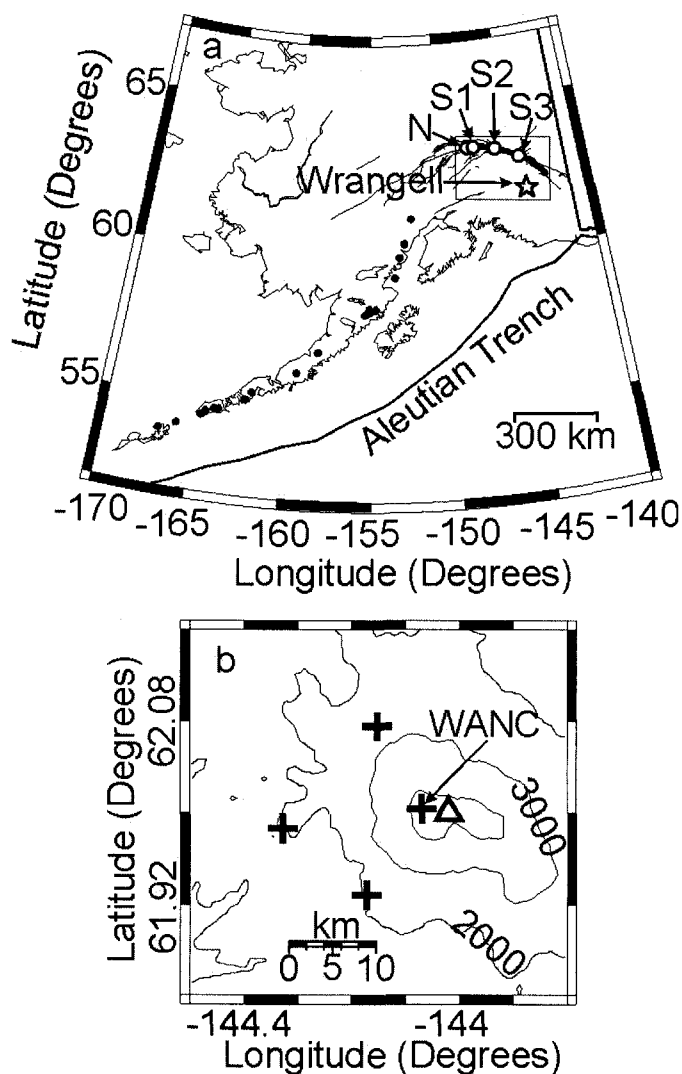 a
65
60
55
Latitude (Degrees)
S1
S2
S3
N
Wrangell
Aleutian Trench
300 km
-170
-165
-160
-155
-150
-145
-140
Longitude (Degrees)
b
62.08
61.92
Latitude (Degrees)
WANC
3000
2000
km
0 5 10
-144.4
-144
Longitude (Degrees)